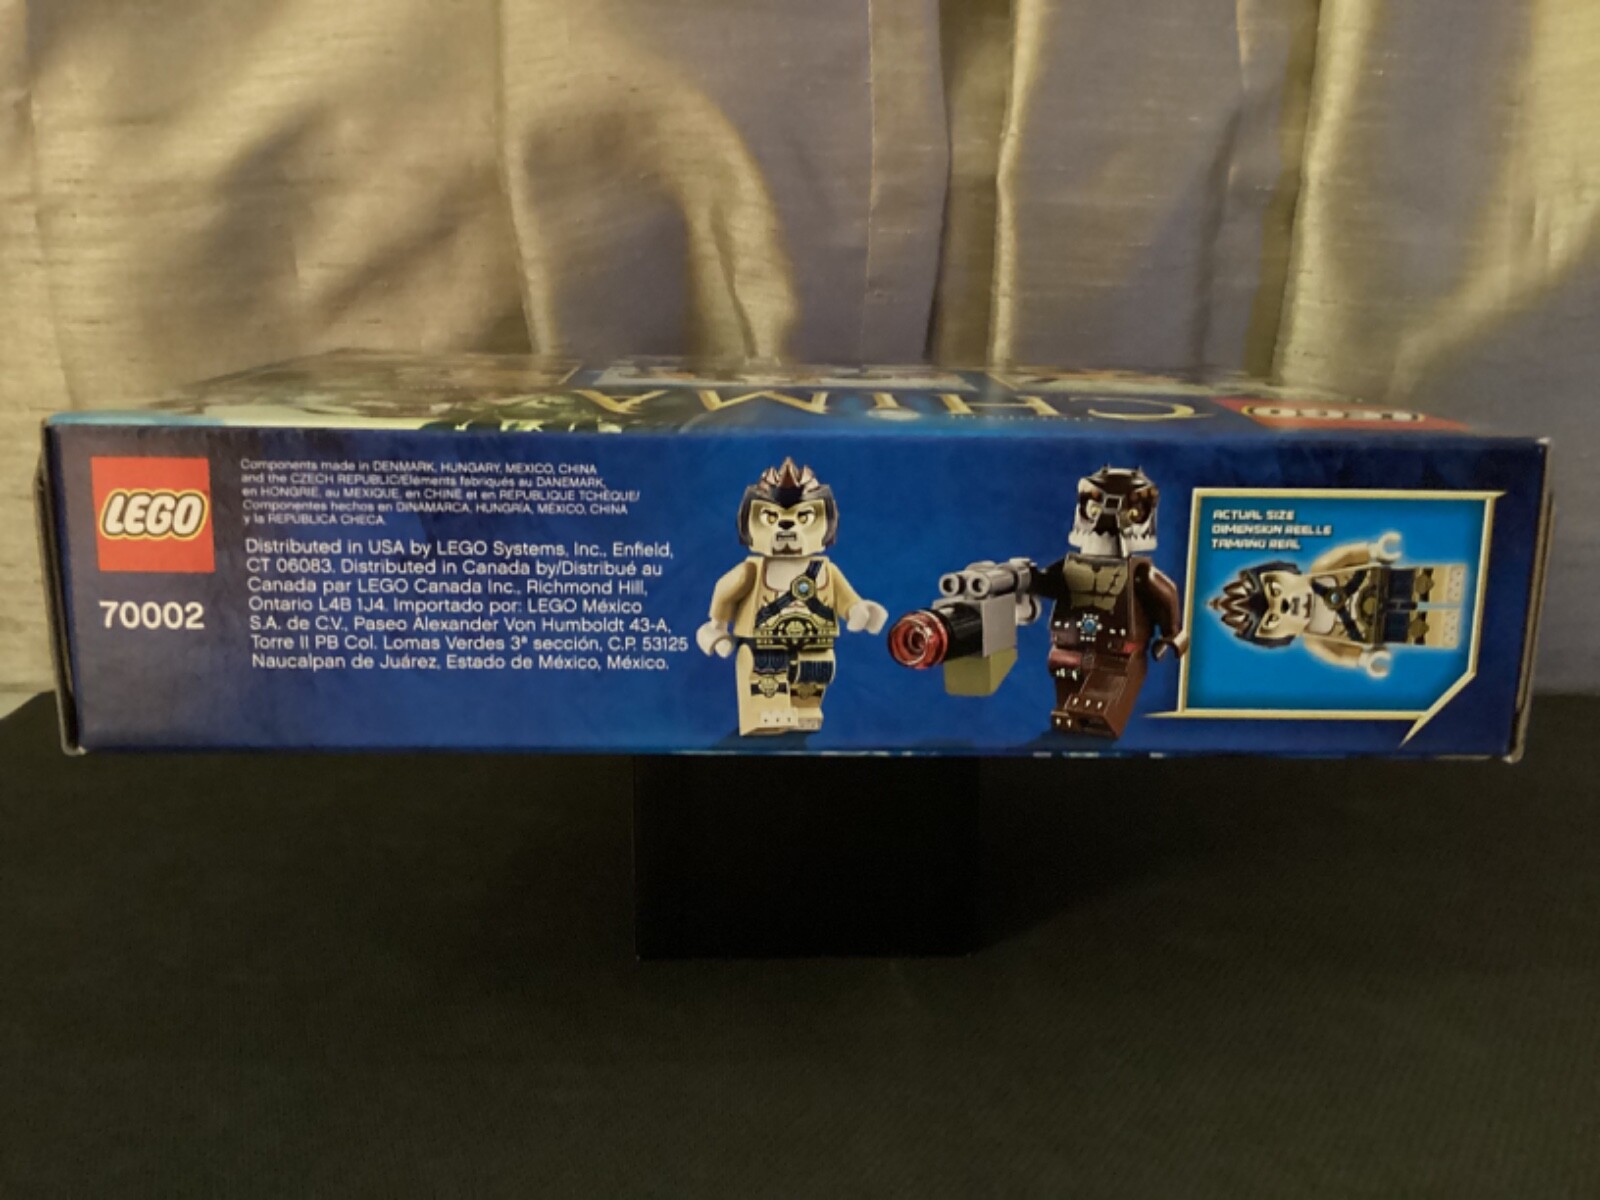 CHIMA
LEGO
LEGO
70002
Components made in DENMARK, HUNGARY, MEXICO, CHINA
and the CZECH REPUBLIC/Éléments fabriqués au DANEMARK,
en HONGRIE, au MEXIQUE, en CHINE et en RÉPUBLIQUE TCHÈQUE/
Componentes hechos en DINAMARCA, HUNGRÍA, MÉXICO, CHINA
y la REPÚBLICA CHECA.
Distributed in USA by LEGO Systems, Inc., Enfield,
CT 06083. Distributed in Canada by/Distribué au
Canada par LEGO Canada Inc., Richmond Hill,
Ontario L4B 1J4. Importado por: LEGO México
S.A. de C.V., Paseo Alexander Von Humboldt 43-A,
Torre II PB Col. Lomas Verdes 3ª sección, C.P. 53125
Naucalpan de Juárez, Estado de México, México.
ACTUAL SIZE
DIMENSION RÉELLE
TAMAÑO REAL